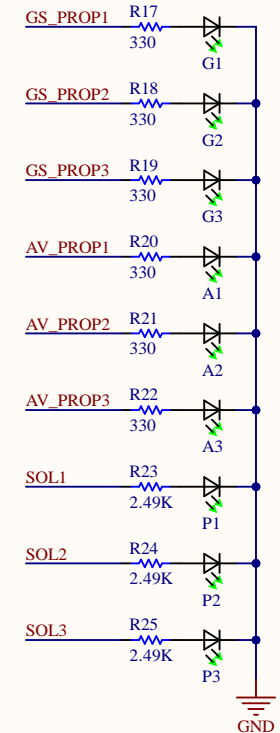 GS_PROP1 R17
330 G1
GS_PROP2 R18
330 G2
GS_PROP3 R19
330 G3
AV_PROP1 R20
330 A1
AV_PROP2 R21
330 A2
AV_PROP3 R22
330 A3
SOL1 R23
2.49K P1
SOL2 R24
2.49K P2
SOL3 R25
2.49K P3
GND